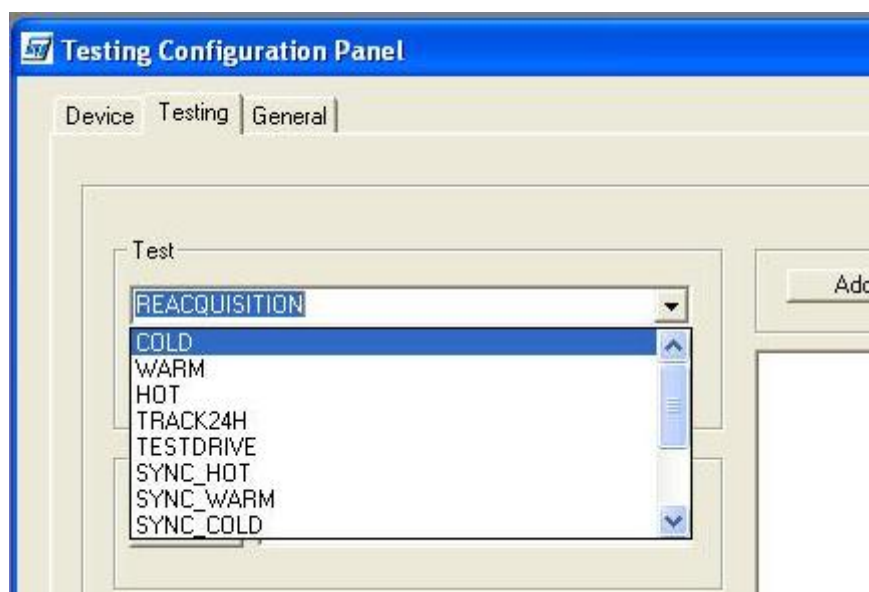 Testing Configuration Panel
Device Testing General
Test
REACQUISITION
COLD
WARM
HOT
TRACK24H
TESTDRIVE
SYNC_HOT
SYNC_WARM
SYNC_COLD